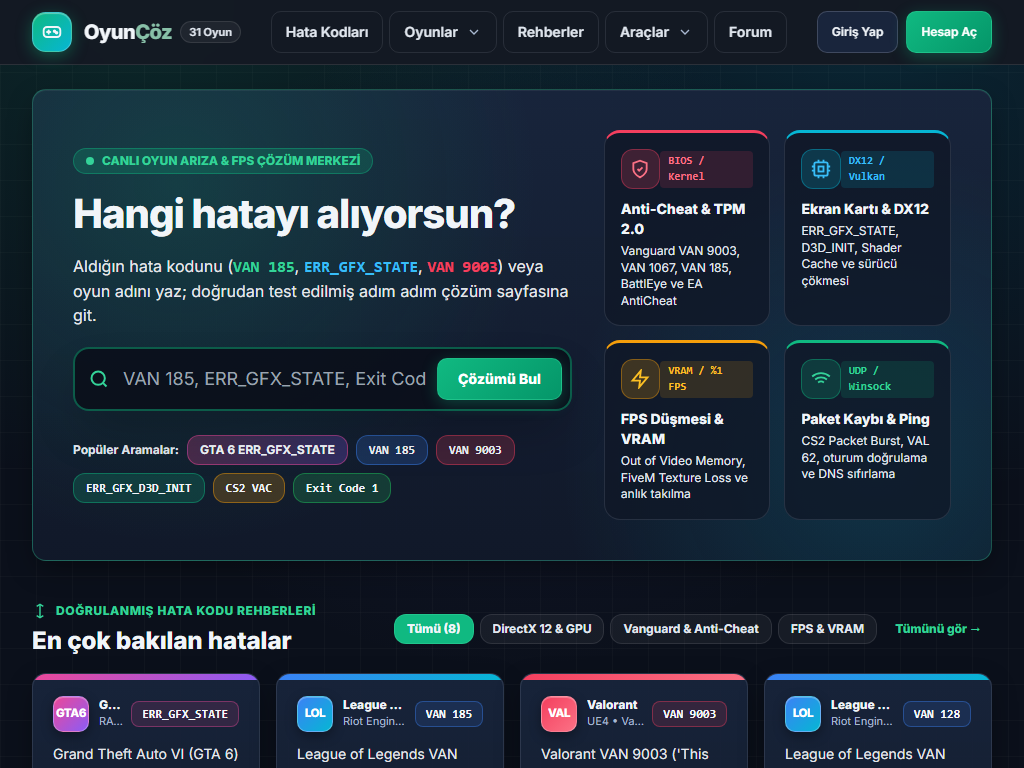 OyunÇöz
31 Oyun
Hata Kodları
Oyunlar
Rehberler
Araçlar
Forum
Giriş Yap
Hesap Aç
CANLI OYUN ARIZA & FPS ÇÖZÜM MERKEZİ
Hangi hatayı alıyorsun?
Aldığın hata kodunu (VAN 185, ERR_GFX_STATE, VAN 9003) veya
oyun adını yaz; doğrudan test edilmiş adım adım çözüm sayfasına
git.
VAN 185, ERR_GFX_STATE, Exit Cod
Çözümü Bul
Popüler Aramalar:
GTA 6 ERR_GFX_STATE
VAN 185
VAN 9003
ERR_GFX_D3D_INIT
CS2 VAC
Exit Code 1
BIOS /
Kernel
Anti-Cheat & TPM
2.0
Vanguard VAN 9003,
VAN 1067, VAN 185,
BattlEye ve EA
AntiCheat
DX12 /
Vulkan
Ekran Kartı & DX12
ERR_GFX_STATE,
D3D_INIT, Shader
Cache ve sürücü
çökmesi
VRAM / %1
FPS
FPS Düşmesi &
VRAM
Out of Video Memory,
FiveM Texture Loss ve
anlık takılma
UDP /
Winsock
Paket Kaybı & Ping
CS2 Packet Burst, VAL
62, oturum doğrulama
ve DNS sıfırlama
DOĞRULANMIŞ HATA KODU REHBERLERİ
En çok bakılan hatalar
Tümü (8)
DirectX 12 & GPU
Vanguard & Anti-Cheat
FPS & VRAM
Tümünü gör →
GTA6
G...
RA...
ERR_GFX_STATE
Grand Theft Auto VI (GTA 6)
LOL
League ...
Riot Engin...
VAN 185
League of Legends VAN
VAL
Valorant
UE4 • Va...
VAN 9003
Valorant VAN 9003 ('This
LOL
League ...
Riot Engin...
VAN 128
League of Legends VAN